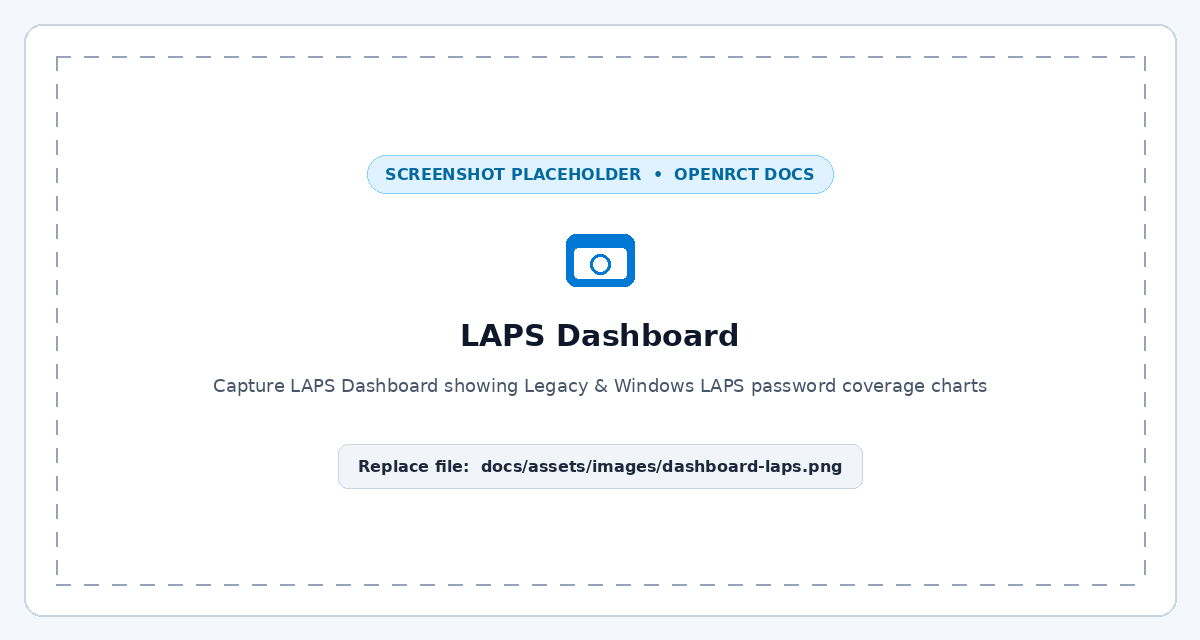 SCREENSHOT PLACEHOLDER • OPENRCT DOCS
LAPS Dashboard
Capture LAPS Dashboard showing Legacy & Windows LAPS password coverage charts
Replace file: docs/assets/images/dashboard-laps.png